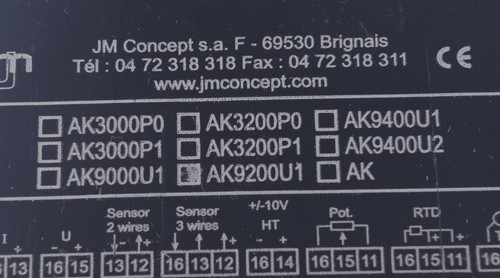 JM Concept s.a. F - 69530 Brignais
Tél : 04 72 318 318 Fax : 04 72 318 311
www.jmconcept.com
CE
AK3000P0 AK3200P0 AK9400U1
AK3000P1 AK3200P1 AK9400U2
AK9000U1 AK9200U1 AK
I U Sensor 2 wires Sensor 3 wires +/-10V HT Pot. RTD
13 16 15 13 12 16 13 12 16 14 16 15 11 16 15 11